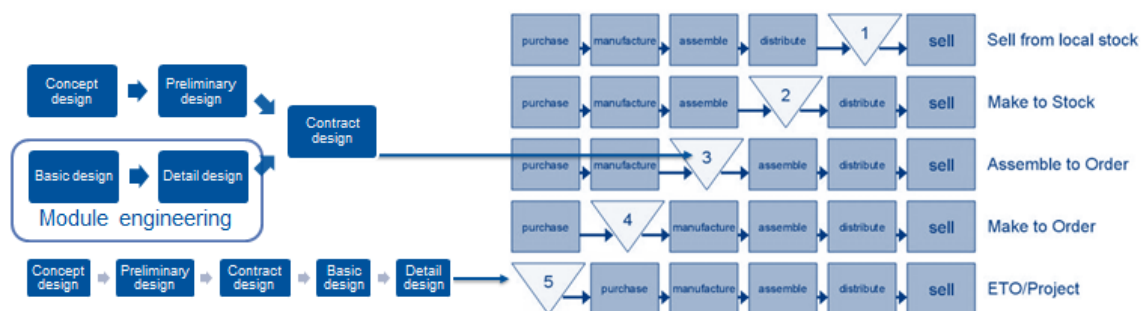 purchase
manufacture
assemble
distribute
1
sell
Sell from local stock
Concept
design
Preliminary
design
Contract
design
purchase
manufacture
assemble
2
distribute
sell
Make to Stock
Basic design
Detail design
Module engineering
purchase
manufacture
3
assemble
distribute
sell
Assemble to Order
purchase
4
manufacture
assemble
distribute
sell
Make to Order
Concept
design
Preliminary
design
Contract
design
Basic
design
Detail
design
5
purchase
manufacture
assemble
distribute
sell
ETO/Project